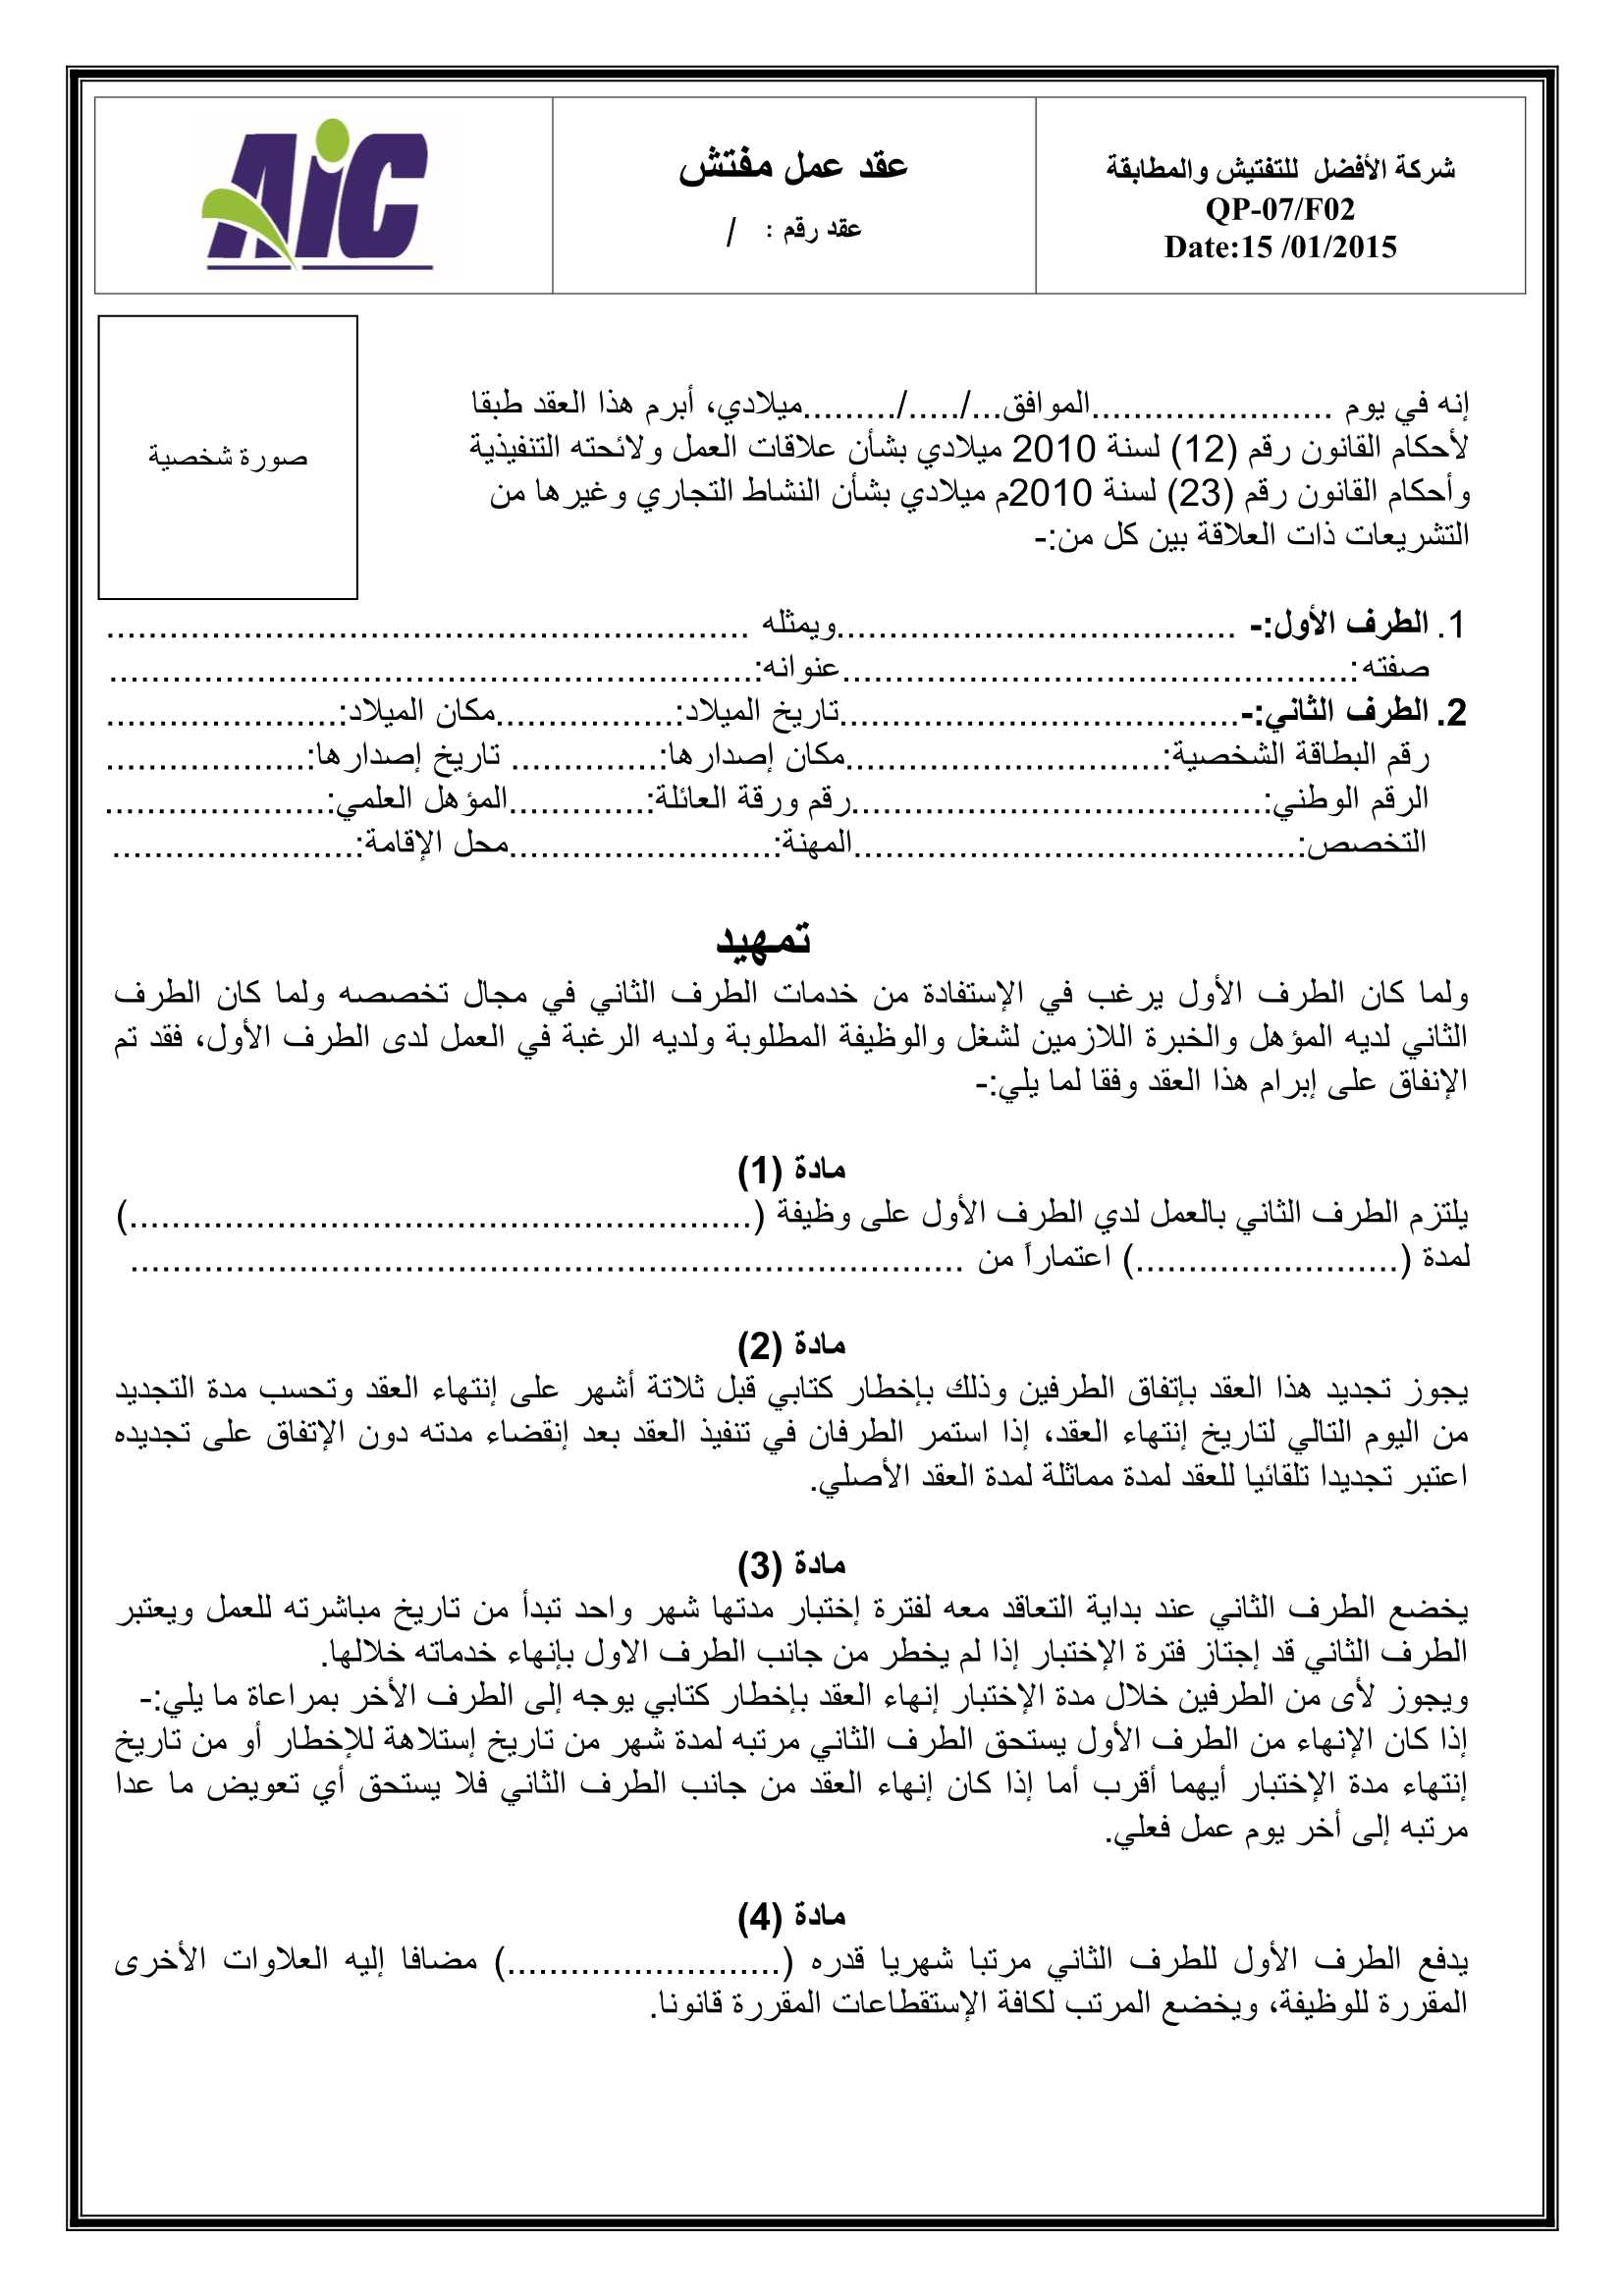 شركة الأفضل للتفتيش والمطابقة
QP-07/F02
Date:15 /01/2015
عقد عمل مفتش
عقد رقم : /
AiC
صورة شخصية
إنه في يوم .......................الموافق.../...../.........ميلادي، أبرم هذا العقد طبقا
لأحكام القانون رقم (12) لسنة 2010 ميلادي بشأن علاقات العمل ولائحته التنفيذية
وأحكام القانون رقم (23) لسنة 2010م ميلادي بشأن النشاط التجاري وغيرها من
التشريعات ذات العلاقة بين كل من:-
1. الطرف الأول:- ......................................ويمثله .............................................................
صفته:................................................عنوانه:.............................................................
2. الطرف الثاني:-......................................تاريخ الميلاد:.................مكان الميلاد:......................
رقم البطاقة الشخصية:..............................مكان إصدارها:.............. تاريخ إصدارها:...................
الرقم الوطني:.......................................رقم ورقة العائلة:.............المؤهل العلمي:.....................
التخصص:..........................................المهنة:.........................محل الإقامة:.......................
تمهيد
ولما كان الطرف الأول يرغب في الإستفادة من خدمات الطرف الثاني في مجال تخصصه ولما كان الطرف
الثاني لديه المؤهل والخبرة اللازمين لشغل والوظيفة المطلوبة ولديه الرغبة في العمل لدى الطرف الأول، فقد تم
الإنفاق على إبرام هذا العقد وفقا لما يلي:-
مادة (1)
يلتزم الطرف الثاني بالعمل لدي الطرف الأول على وظيفة (...........................................................)
لمدة (.........................) اعتماراً من ...............................................................................
مادة (2)
يجوز تجديد هذا العقد بإتفاق الطرفين وذلك بإخطار كتابي قبل ثلاثة أشهر على إنتهاء العقد وتحسب مدة التجديد
من اليوم التالي لتاريخ إنتهاء العقد، إذا استمر الطرفان في تنفيذ العقد بعد إنقضاء مدته دون الإتفاق على تجديده
اعتبر تجديدا تلقائيا للعقد لمدة مماثلة لمدة العقد الأصلي.
مادة (3)
يخضع الطرف الثاني عند بداية التعاقد معه لفترة إختبار مدتها شهر واحد تبدأ من تاريخ مباشرته للعمل ويعتبر
الطرف الثاني قد إجتاز فترة الإختبار إذا لم يخطر من جانب الطرف الاول بإنهاء خدماته خلالها.
ويجوز لأى من الطرفين خلال مدة الإختبار إنهاء العقد بإخطار كتابي يوجه إلى الطرف الأخر بمراعاة ما يلي:-
إذا كان الإنهاء من الطرف الأول يستحق الطرف الثاني مرتبه لمدة شهر من تاريخ إستلاهة للإخطار أو من تاريخ
إنتهاء مدة الإختبار أيهما أقرب أما إذا كان إنهاء العقد من جانب الطرف الثاني فلا يستحق أي تعويض ما عدا
مرتبه إلى أخر يوم عمل فعلي.
مادة (4)
يدفع الطرف الأول للطرف الثاني مرتبا شهريا قدره (..........................) مضافا إليه العلاوات الأخرى
المقررة للوظيفة، ويخضع المرتب لكافة الإستقطاعات المقررة قانونا.